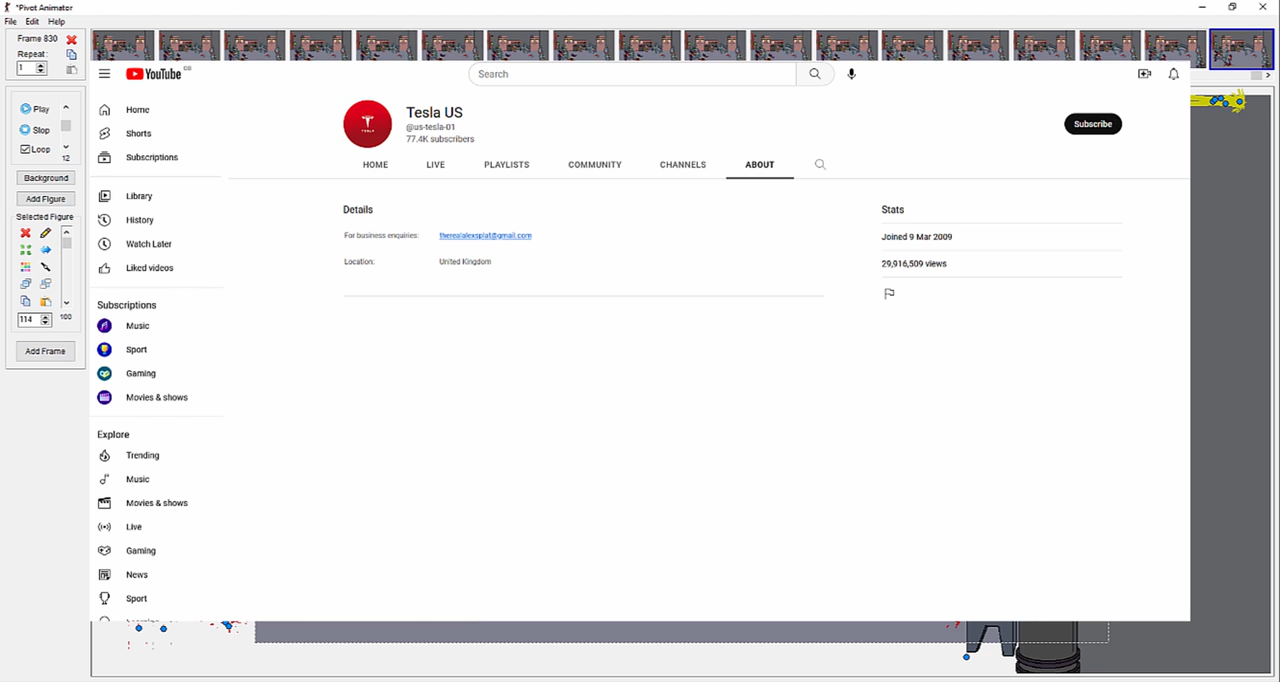 *Pivot Animator
File Edit Help
Frame 830
Repeat:
1
Play
Stop
Loop
12
Background
Add Figure
Selected Figure
114
100
Add Frame
YouTube
Search
Home
Shorts
Subscriptions
Library
History
Watch Later
Liked videos
Subscriptions
Music
Sport
Gaming
Movies & shows
Explore
Trending
Music
Movies & shows
Live
Gaming
News
Sport
TESLA
Tesla US
@us-tesla-01
77.4K subscribers
Subscribe
HOME LIVE PLAYLISTS COMMUNITY CHANNELS ABOUT
Details
For business enquiries: therealalexsplat@gmail.com
Location: United Kingdom
Stats
Joined 9 Mar 2009
29,916,509 views